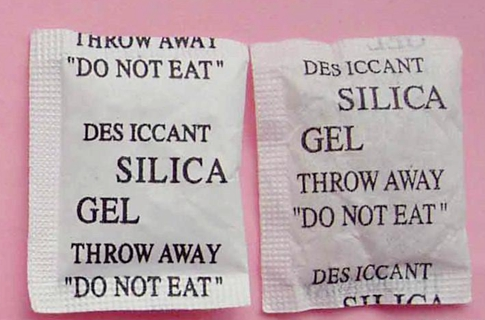 THROW AWAY
"DO NOT EAT"
DES ICCANT
SILICA
GEL
THROW AWAY
"DO NOT EAT"
DES ICCANT
SILICA
GEL
THROW AWAY
"DO NOT EAT"
DES ICCANT
SILICA